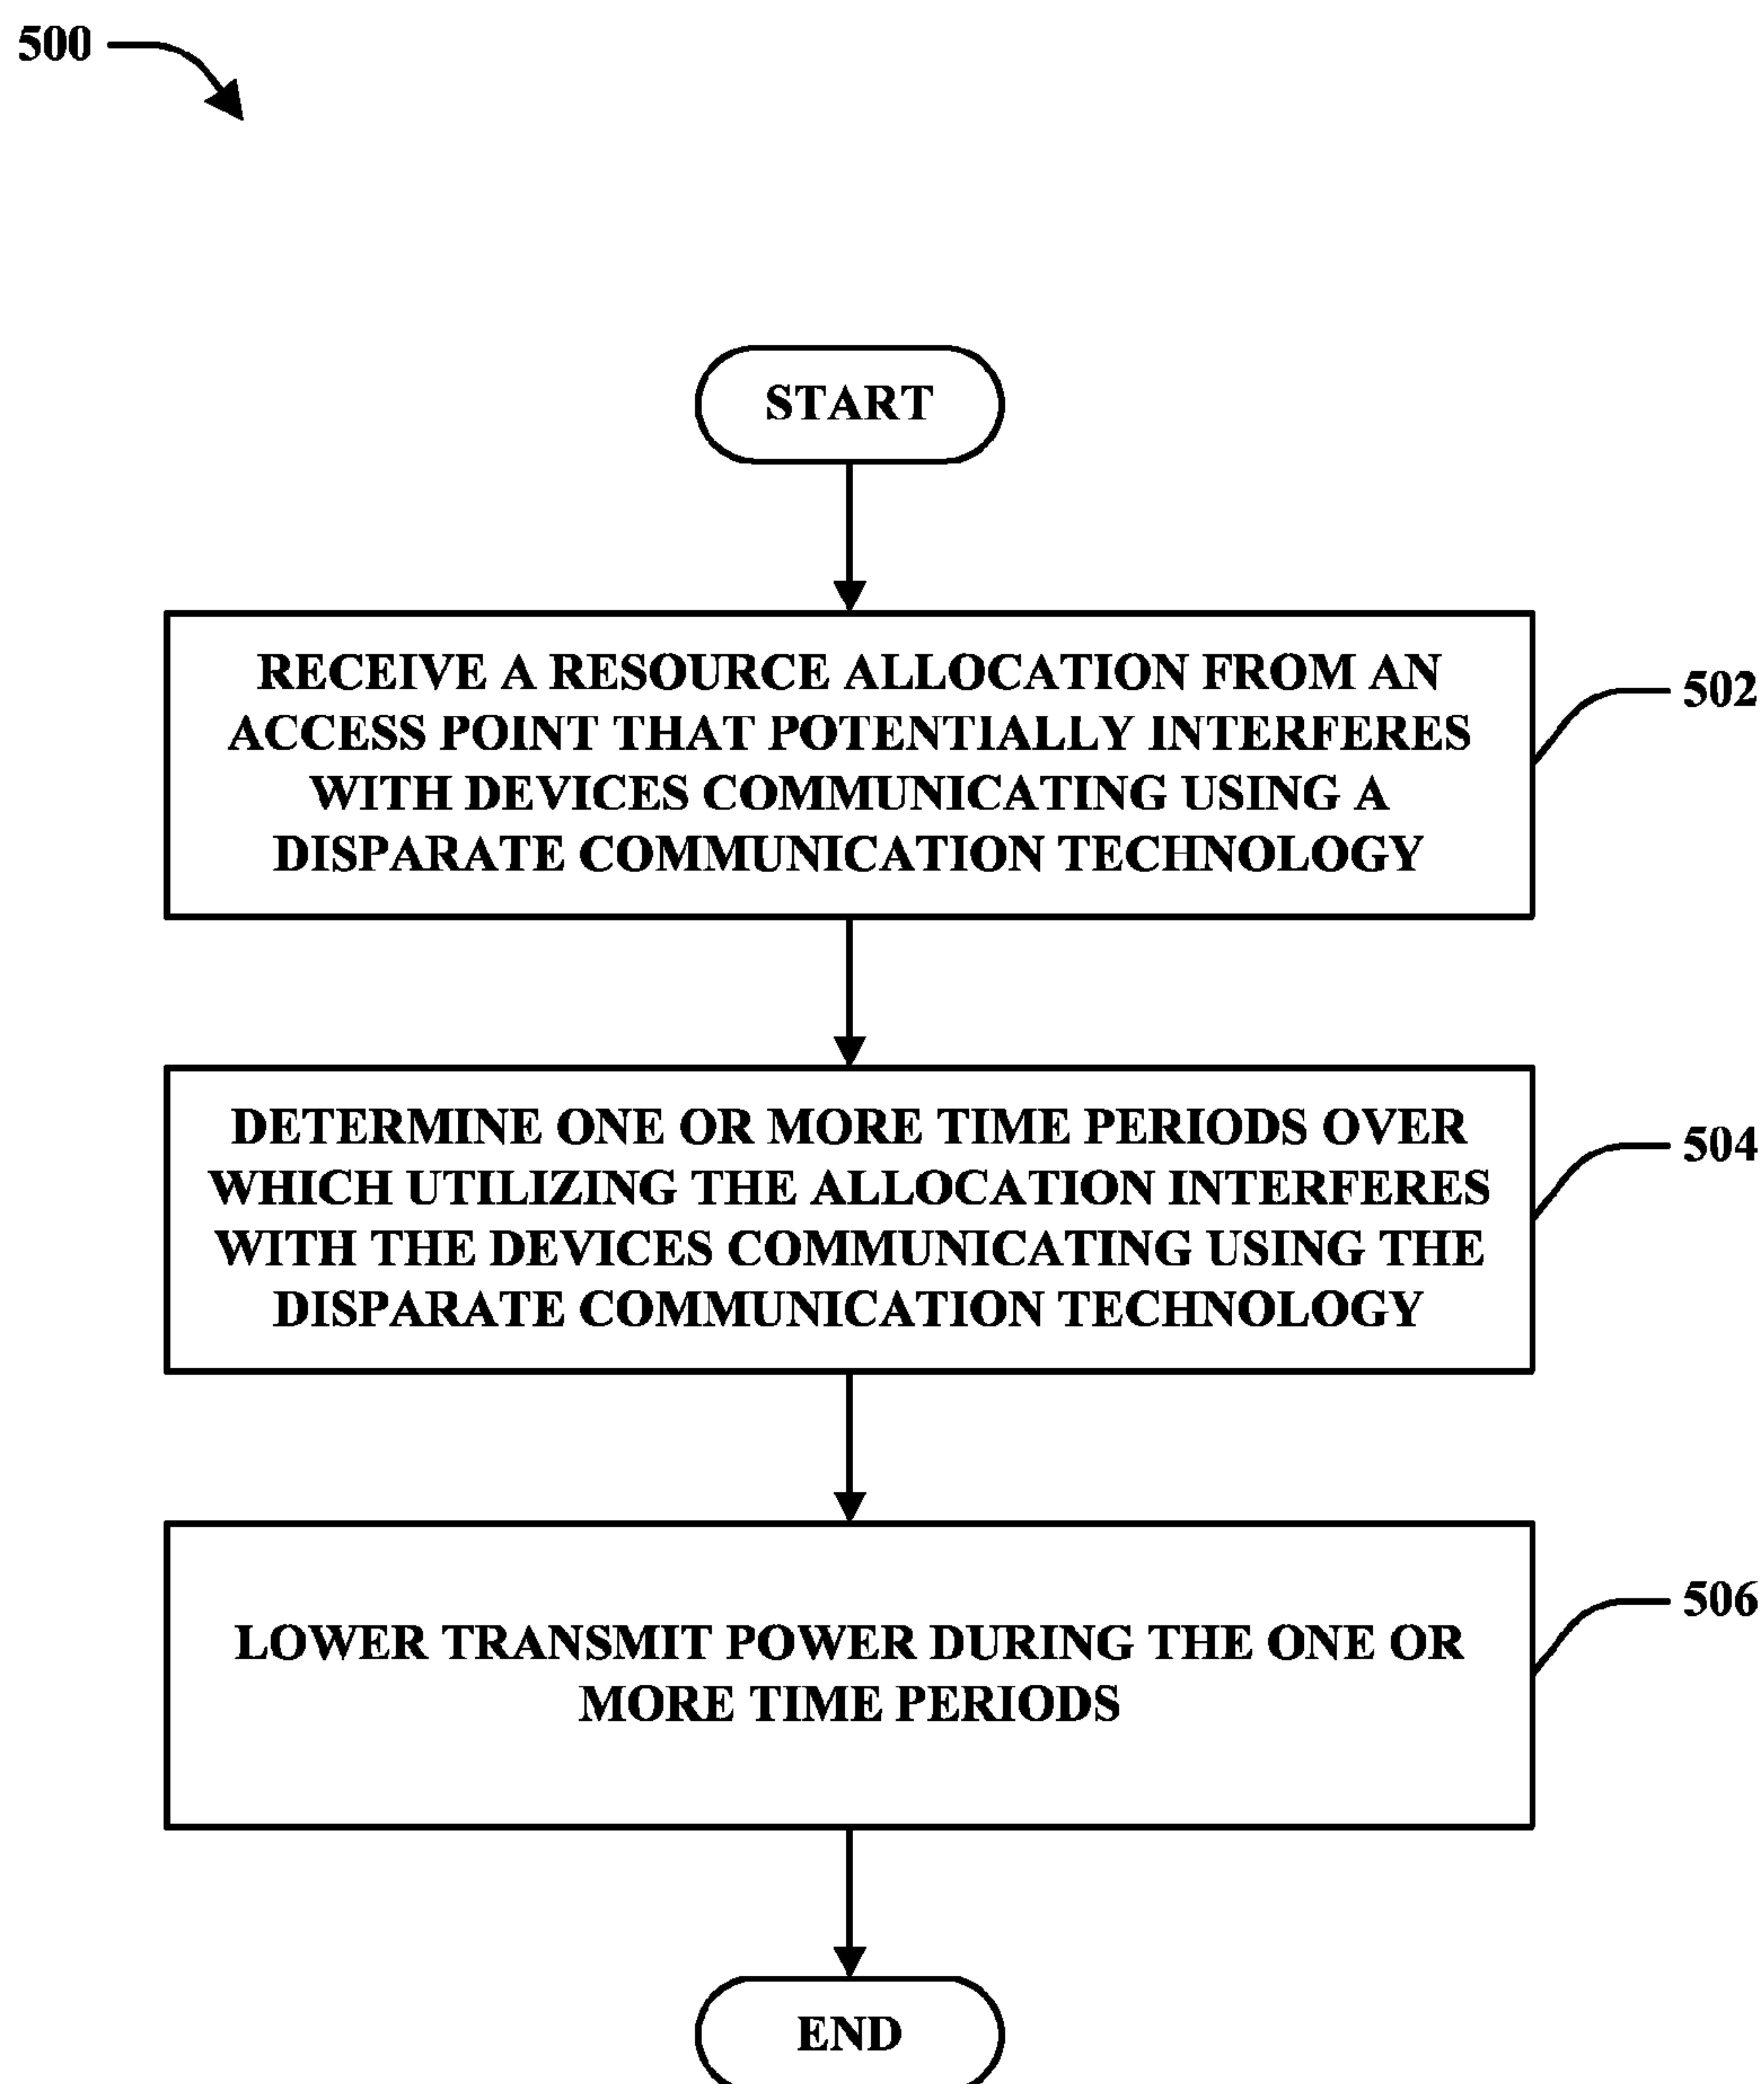 500
START
RECEIVE A RESOURCE ALLOCATION FROM AN
ACCESS POINT THAT POTENTIALLY INTERFERES
WITH DEVICES COMMUNICATING USING A
DISPARATE COMMUNICATION TECHNOLOGY
502
DETERMINE ONE OR MORE TIME PERIODS OVER
WHICH UTILIZING THE ALLOCATION INTERFERES
WITH THE DEVICES COMMUNICATING USING THE
DISPARATE COMMUNICATION TECHNOLOGY
504
LOWER TRANSMIT POWER DURING THE ONE OR
MORE TIME PERIODS
506
END